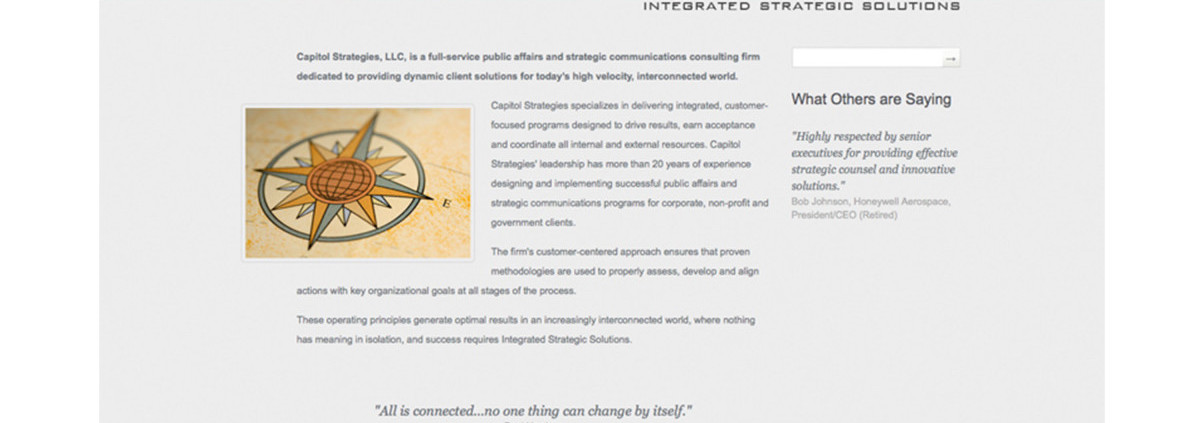 INTEGRATED STRATEGIC SOLUTIONS
Capitol Strategies, LLC, is a full-service public affairs and strategic communications consulting firm
dedicated to providing dynamic client solutions for today's high velocity, interconnected world.
Capitol Strategies specializes in delivering integrated, customer-
focused programs designed to drive results, earn acceptance
and coordinate all internal and external resources. Capitol
Strategies' leadership has more than 20 years of experience
designing and implementing successful public affairs and
strategic communications programs for corporate, non-profit and
government clients.
E
The firm's customer-centered approach ensures that proven
methodologies are used to properly assess, develop and align
actions with key organizational goals at all stages of the process.
These operating principles generate optimal results in an increasingly interconnected world, where nothing
has meaning in isolation, and success requires Integrated Strategic Solutions.
"All is connected...no one thing can change by itself."
→
What Others are Saying
"Highly respected by senior
executives for providing effective
strategic counsel and innovative
solutions."
Bob Johnson, Honeywell Aerospace,
President/CEO (Retired)